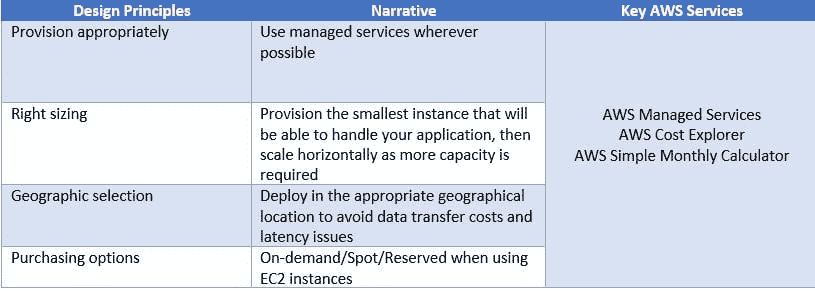 Design Principles Narrative Key AWS Services
Provision appropriately Use managed services wherever
possible
Right sizing Provision the smallest instance that will
be able to handle your application, then
scale horizontally as more capacity is
required
AWS Managed Services
AWS Cost Explorer
AWS Simple Monthly Calculator
Geographic selection Deploy in the appropriate geographical
location to avoid data transfer costs and
latency issues
Purchasing options On-demand/Spot/Reserved when using
EC2 instances